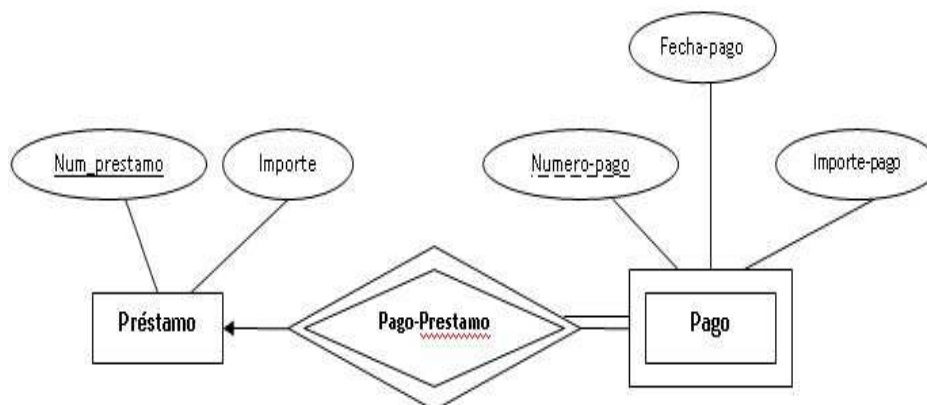 Fecha-pago
Num_prestamo
Importe
Numero-pago
Importe-pago
Préstamo
Pago-Prestamo
Pago